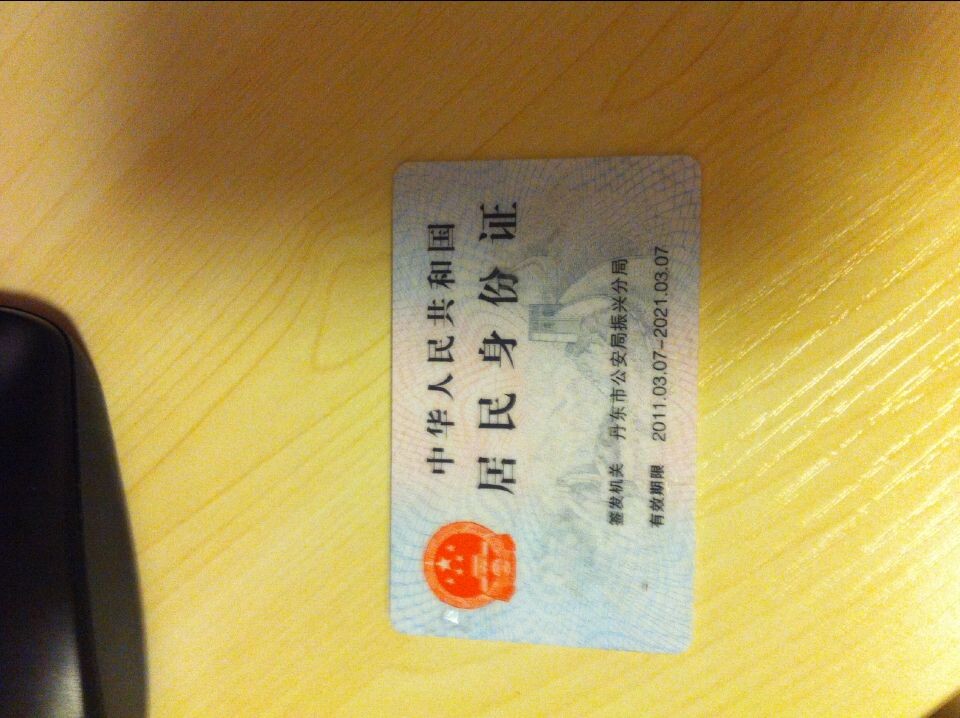 中华人民共和国
居民身份证
签发机关 丹东市公安局振兴分局
有效期限 2011.03.07-2021.03.07